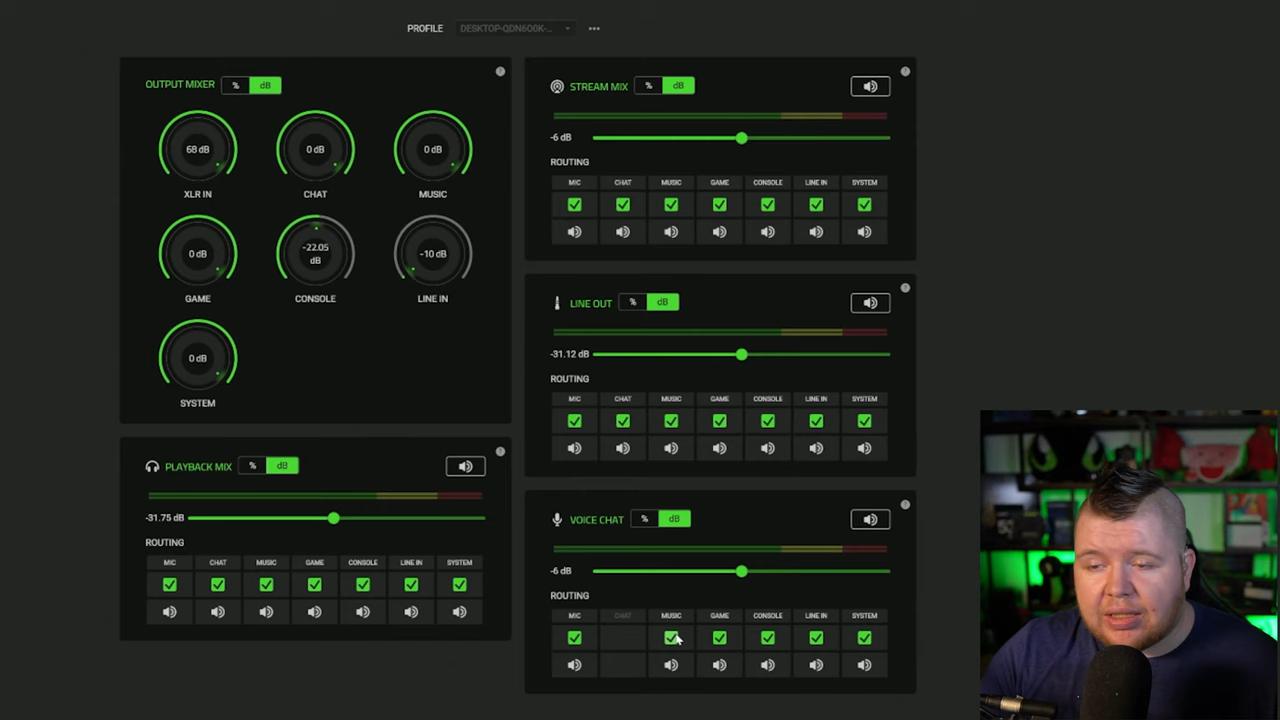 PROFILE DESKTOP-QDN6O0K-...
OUTPUT MIXER % dB
68 dB
XLR IN
0 dB
CHAT
0 dB
MUSIC
0 dB
GAME
-22.05
dB
CONSOLE
-10 dB
LINE IN
0 dB
SYSTEM
PLAYBACK MIX % dB
-31.75 dB
ROUTING
MIC CHAT MUSIC GAME CONSOLE LINE IN SYSTEM
STREAM MIX % dB
-6 dB
ROUTING
MIC CHAT MUSIC GAME CONSOLE LINE IN SYSTEM
LINE OUT % dB
-31.12 dB
ROUTING
MIC CHAT MUSIC GAME CONSOLE LINE IN SYSTEM
VOICE CHAT % dB
-6 dB
ROUTING
MIC CHAT MUSIC GAME CONSOLE LINE IN SYSTEM